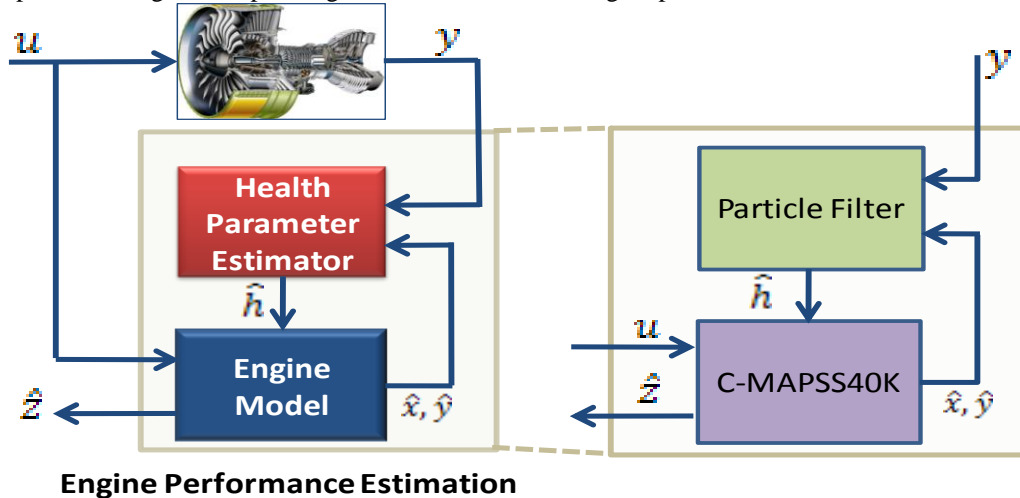 u
y
y
Health
Parameter
Estimator
Particle Filter
ĥ
ĥ
u
Engine
Model
C-MAPSS40K
ẑ
ẑ
x̂, ŷ
x̂, ŷ
Engine Performance Estimation